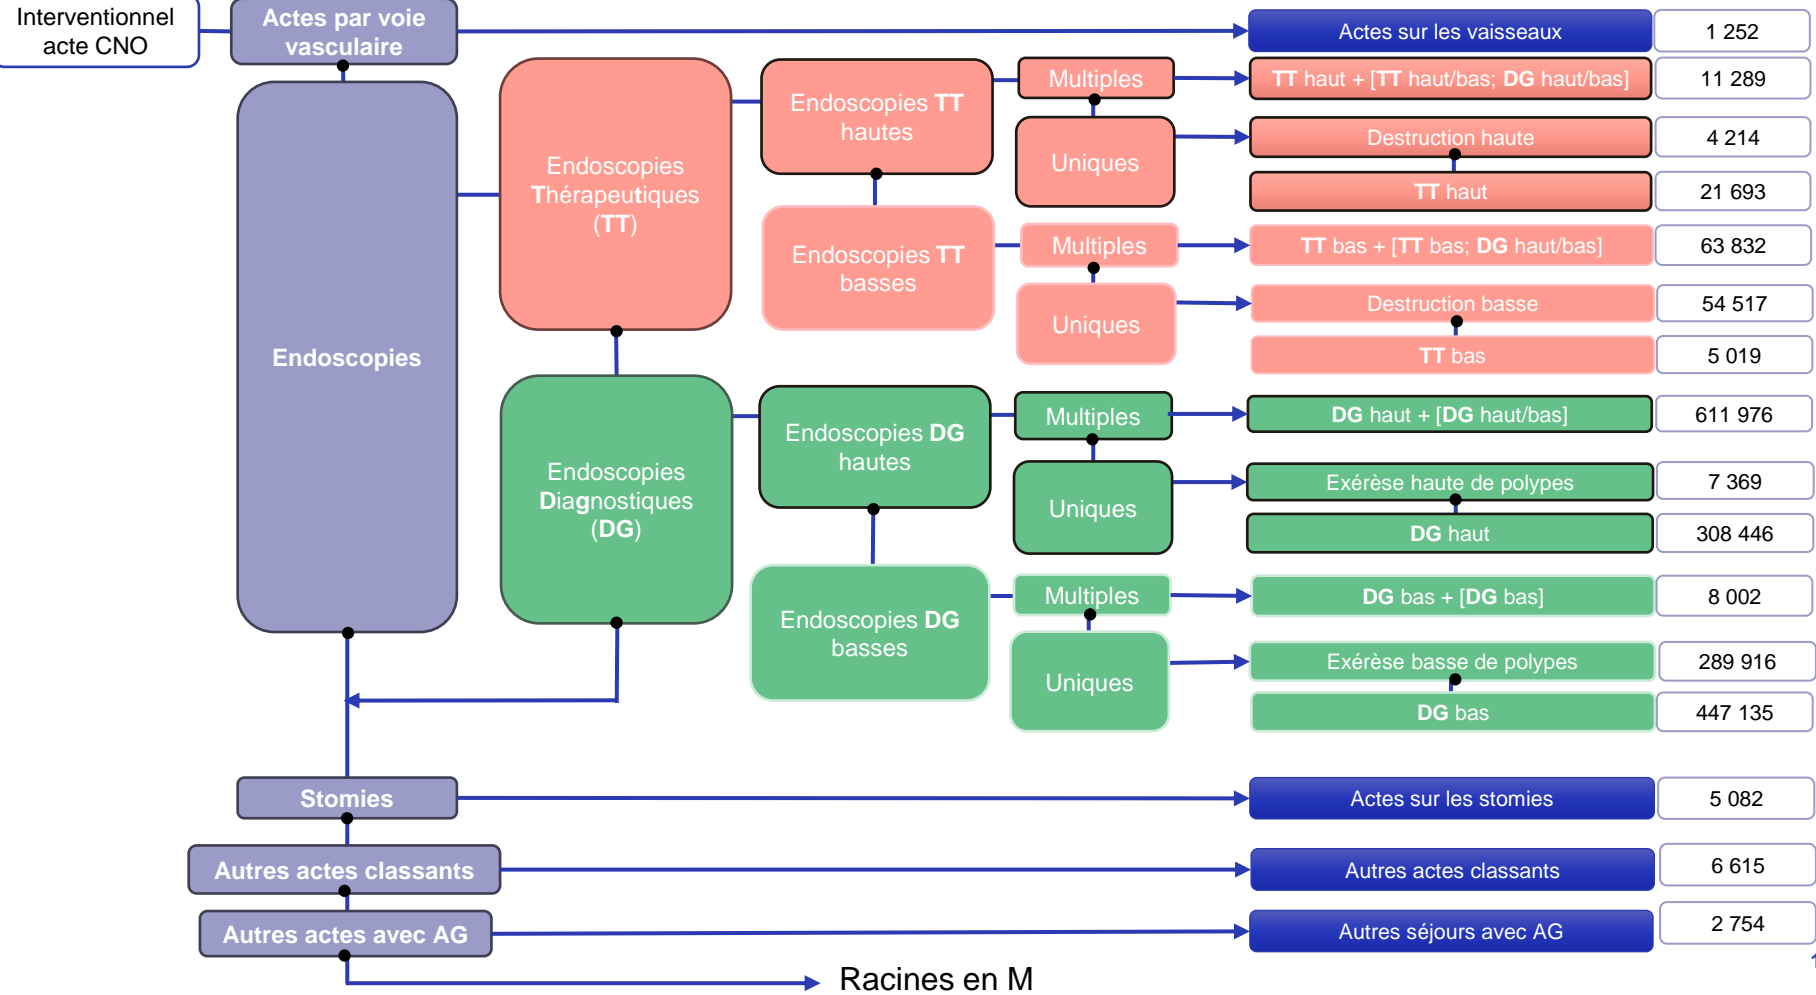 Interventionnel
acte CNO
Actes par voie
vasculaire
Actes sur les vaisseaux
1 252
Endoscopies
Endoscopies
Thérapeutiques
(TT)
Endoscopies TT
hautes
Multiples
TT haut + [TT haut/bas; DG haut/bas]
11 289
Uniques
Destruction haute
4 214
TT haut
21 693
Endoscopies TT
basses
Multiples
TT bas + [TT bas; DG haut/bas]
63 832
Uniques
Destruction basse
54 517
TT bas
5 019
Endoscopies
Diagnostiques
(DG)
Endoscopies DG
hautes
Multiples
DG haut + [DG haut/bas]
611 976
Uniques
Exérèse haute de polypes
7 369
DG haut
308 446
Endoscopies DG
basses
Multiples
DG bas + [DG bas]
8 002
Uniques
Exérèse basse de polypes
289 916
DG bas
447 135
Stomies
Actes sur les stomies
5 082
Autres actes classants
Autres actes classants
6 615
Autres actes avec AG
Autres séjours avec AG
2 754
Racines en M